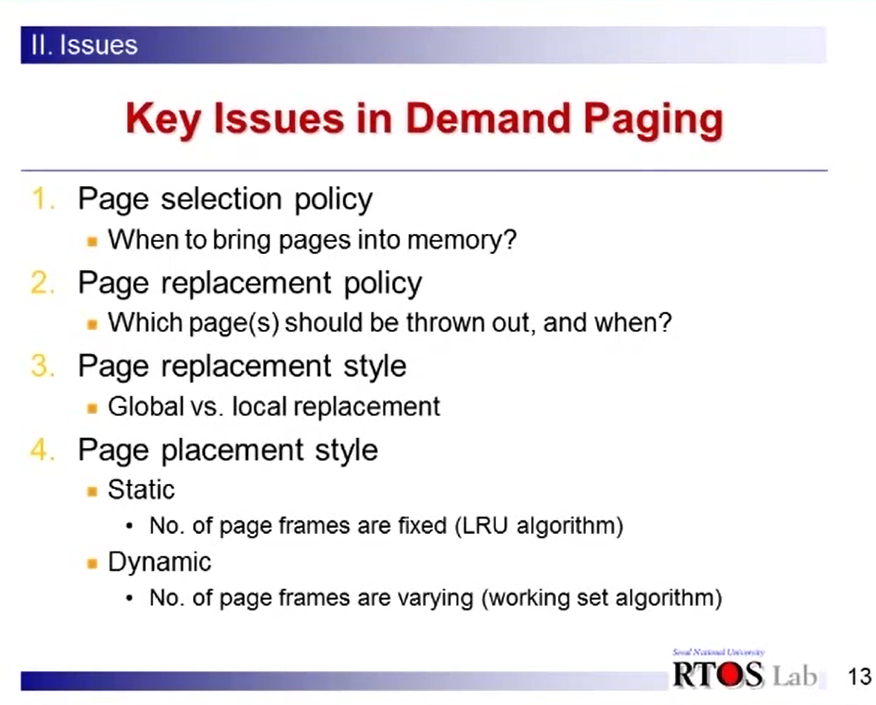 II. Issues
Key Issues in Demand Paging
1. Page selection policy
■ When to bring pages into memory?
2. Page replacement policy
■ Which page(s) should be thrown out, and when?
3. Page replacement style
■ Global vs. local replacement
4. Page placement style
■ Static
• No. of page frames are fixed (LRU algorithm)
■ Dynamic
• No. of page frames are varying (working set algorithm)
Seoul National University
RTOS Lab
13